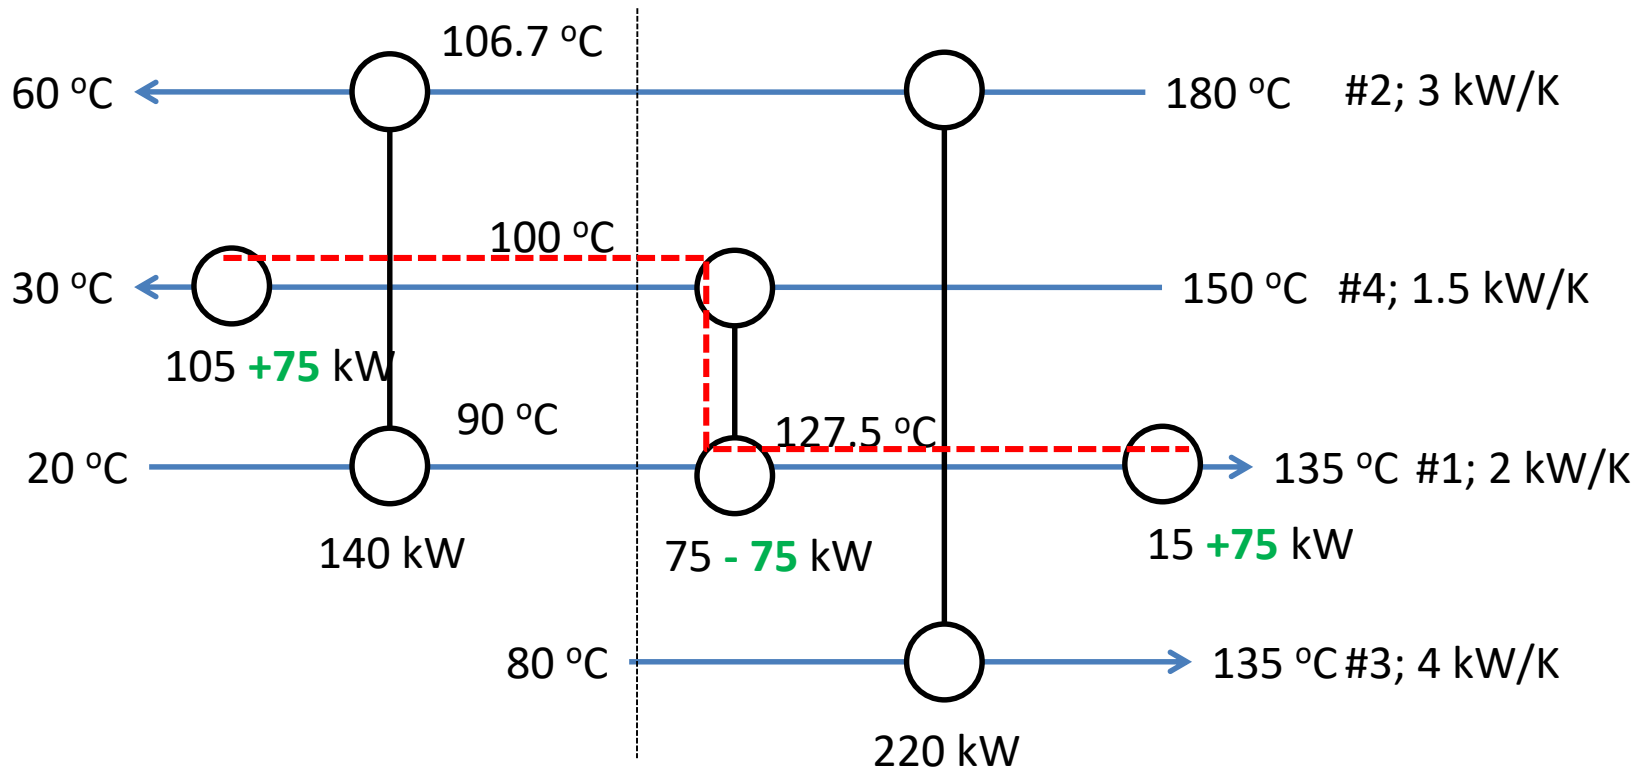 106.7 °C
60 °C
180 °C #2; 3 kW/K
100 °C
30 °C
150 °C #4; 1.5 kW/K
105 +75 kW
90 °C
127.5 °C
20 °C
135 °C #1; 2 kW/K
140 kW
75 - 75 kW
15 +75 kW
80 °C
135 °C #3; 4 kW/K
220 kW